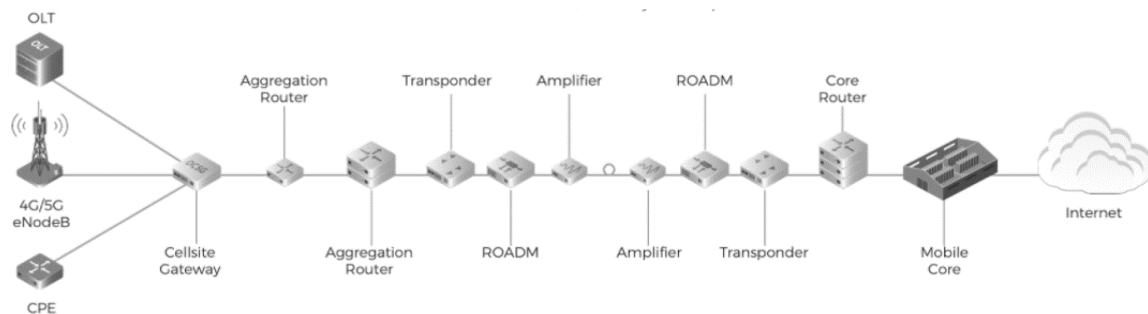 OLT
OLT
4G/5G
eNodeB
CPE
DCSG
Cellsite
Gateway
Aggregation
Router
Aggregation
Router
Transponder
ROADM
Amplifier
Amplifier
ROADM
Transponder
Core
Router
Mobile
Core
Internet